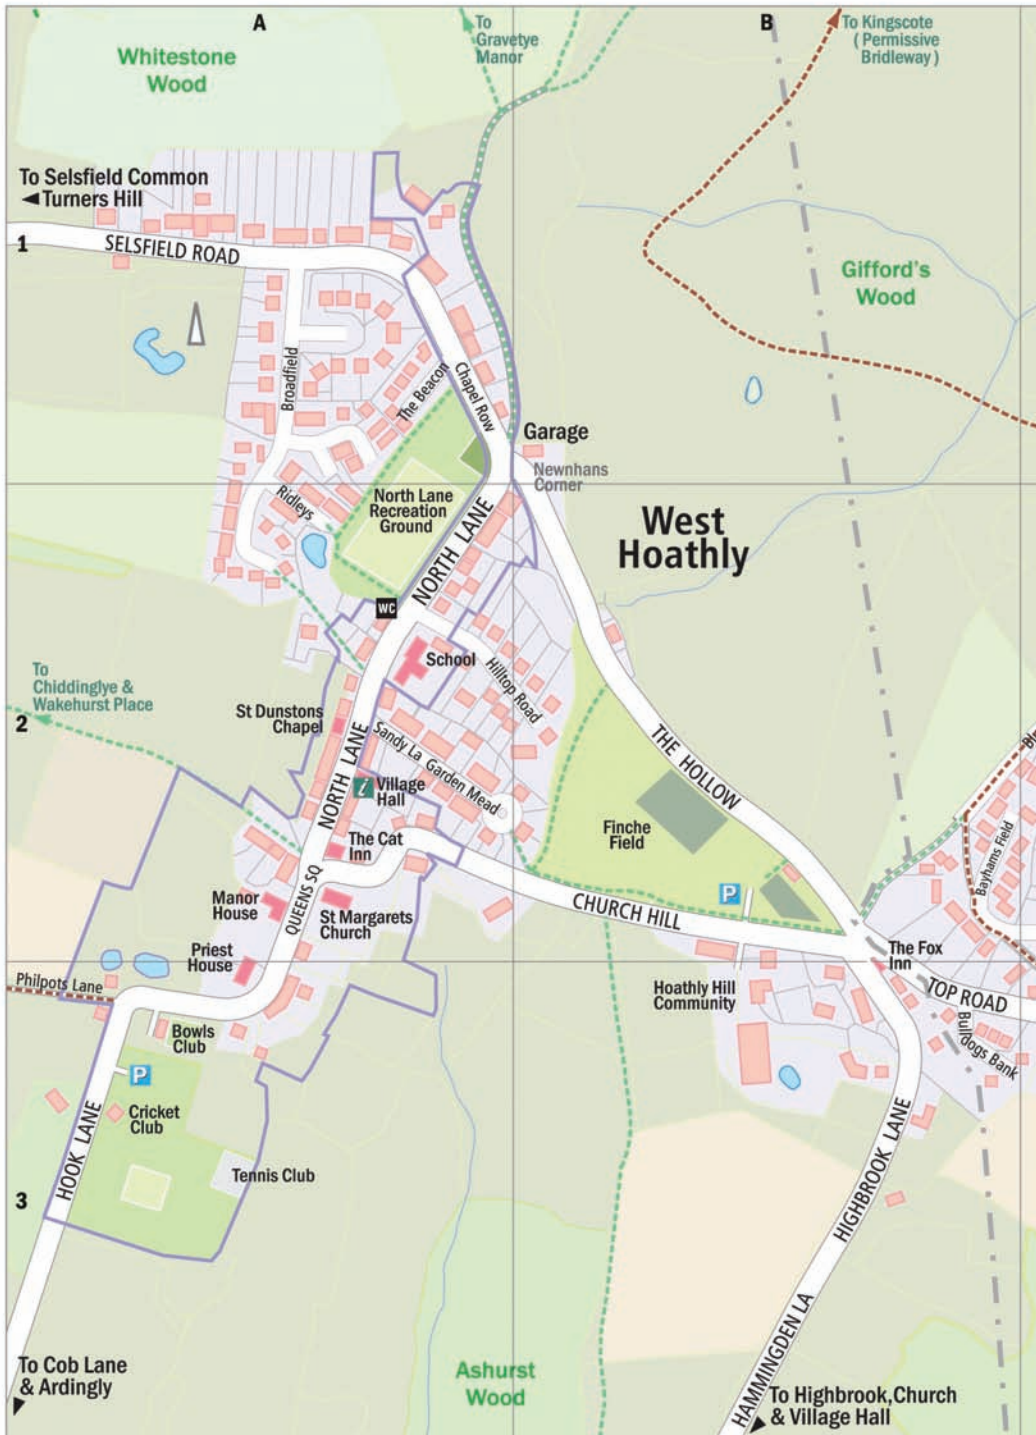 A
B
Whitestone
Wood
To
Gravetye
Manor
To Kingscote
( Permissive
Bridleway )
To Selsfield Common
Turners Hill
1
SELSFIELD ROAD
Gifford's
Wood
Broadfield
The Beacon
Chapel Row
Garage
Newnhans
Corner
Ridleys
North Lane
Recreation
Ground
NORTH LANE
West
Hoathly
WC
School
Hilltop Road
To
Chiddinglye &
Wakehurst Place
2
St Dunstons
Chapel
NORTH LANE
Sandy La Garden Mead
THE HOLLOW
i
Village
Hall
Finche
Field
The Cat
Inn
Bayhams Field
Manor
House
QUEENS SQ
St Margarets
Church
P
CHURCH HILL
Priest
House
The Fox
Inn
Philpots Lane
Hoathly Hill
Community
TOP ROAD
Bowls
Club
Bulldogs Bank
P
Cricket
Club
HOOK LANE
Tennis Club
3
HIGHBROOK LANE
To Cob Lane
& Ardingly
Ashurst
Wood
HAMMINGDEN LA
To Highbrook,Church
& Village Hall